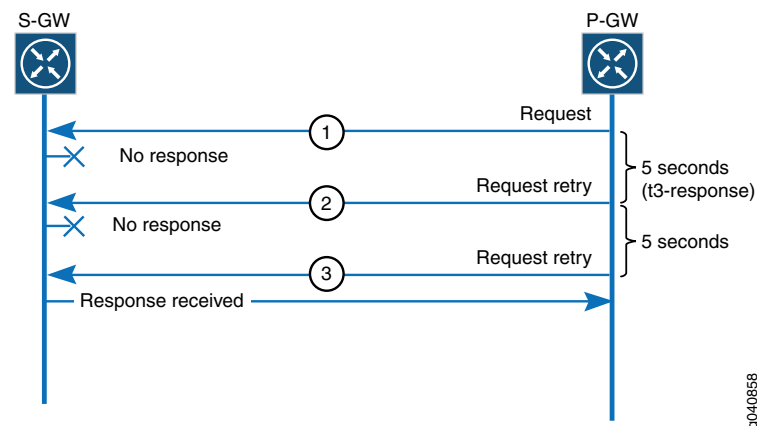 S-GW
P-GW
Request
1
No response
5 seconds
(t3-response)
Request retry
2
No response
5 seconds
Request retry
3
Response received
g040858